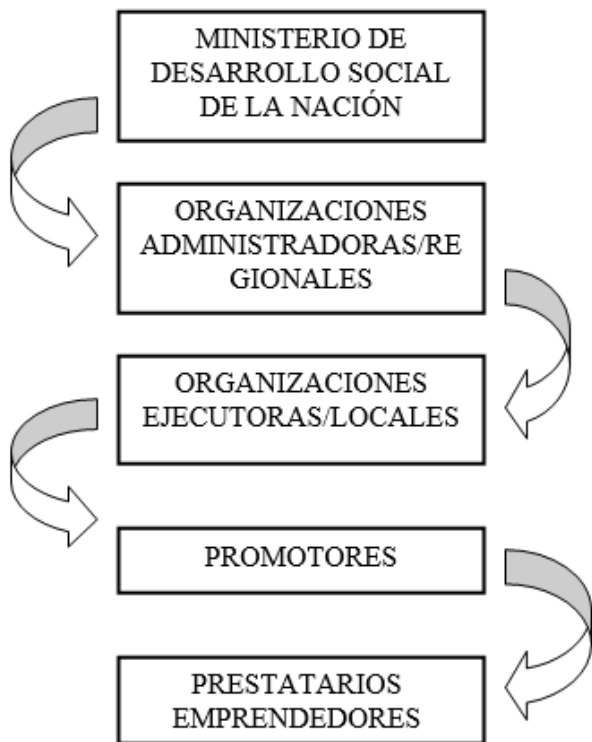 MINISTERIO DE
DESARROLLO SOCIAL
DE LA NACIÓN
ORGANIZACIONES
ADMINISTRADORAS/RE
GIONALES
ORGANIZACIONES
EJECUTORAS/LOCALES
PROMOTORES
PRESTATARIOS
EMPRENDEDORES